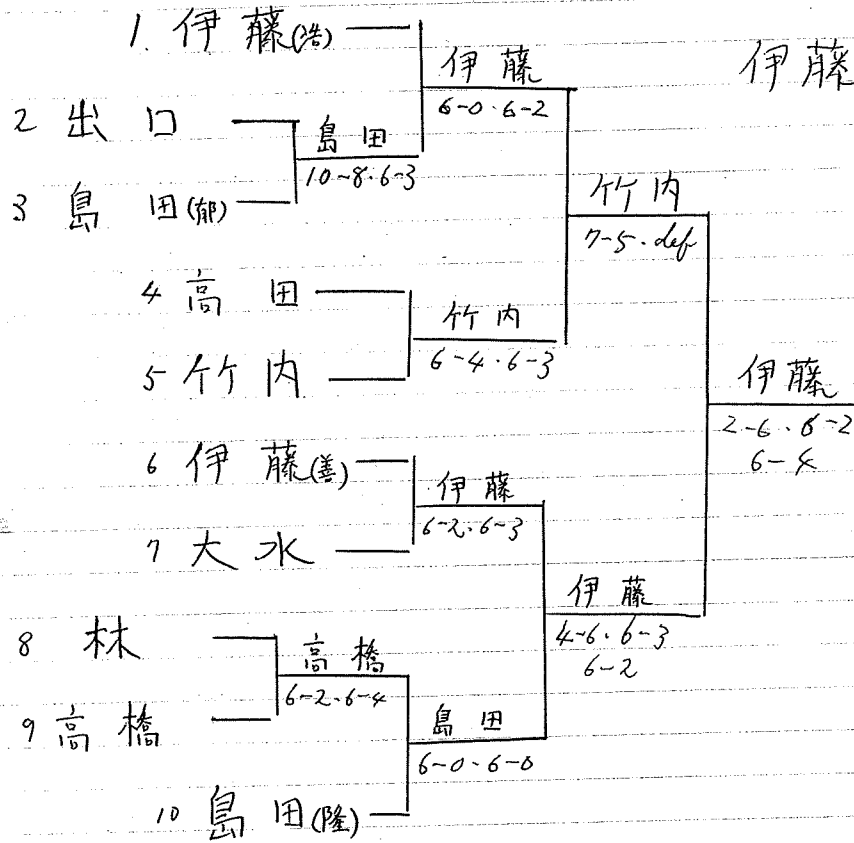 1. 伊藤(浩)
伊藤
6-0・6-2
伊藤
2 出口
島田
10-8・6-3
3 島田(郁)
竹内
7-5・def
4 高田
竹内
6-4・6-3
5 竹内
伊藤
2-6・6-2
6-4
6 伊藤(善)
伊藤
6-2・6-3
7 大水
伊藤
4-6・6-3
6-2
8 林
高橋
6-2・6-4
9 高橋
島田
6-0・6-0
10 島田(隆)